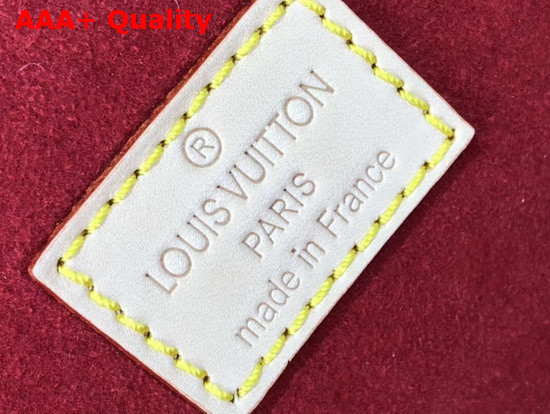 AAA+ Quality
®
LOUIS VUITTON
PARIS
made in France